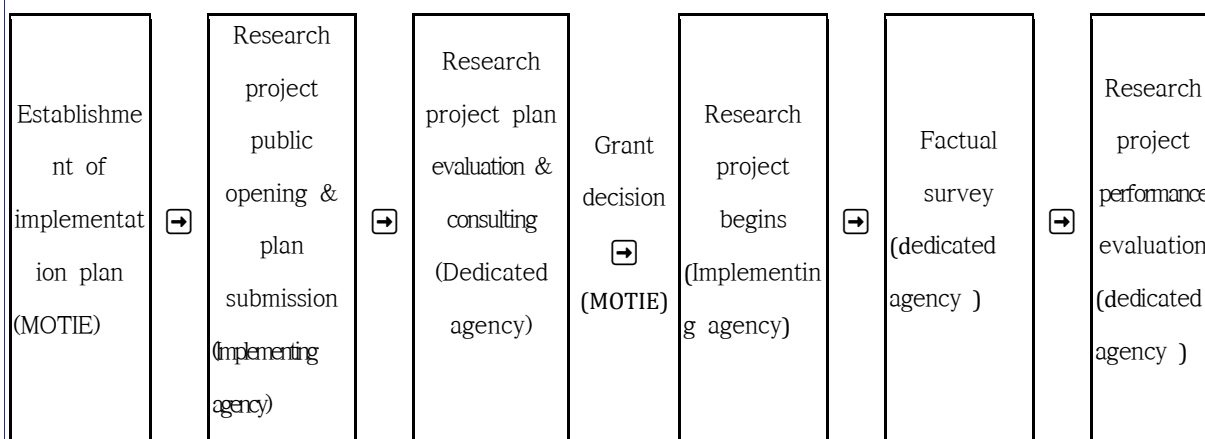 Establishme
nt of
implementat
ion plan
(MOTIE)
➡
Research
project
public
opening &
plan
submission
(Implementing
agency)
➡
Research
project plan
evaluation &
consulting
(Dedicated
agency)
Grant
decision
➡
(MOTIE)
Research
project
begins
(Implementin
g agency)
➡
Factual
survey
(dedicated
agency )
➡
Research
project
performance
evaluation
(dedicated
agency )